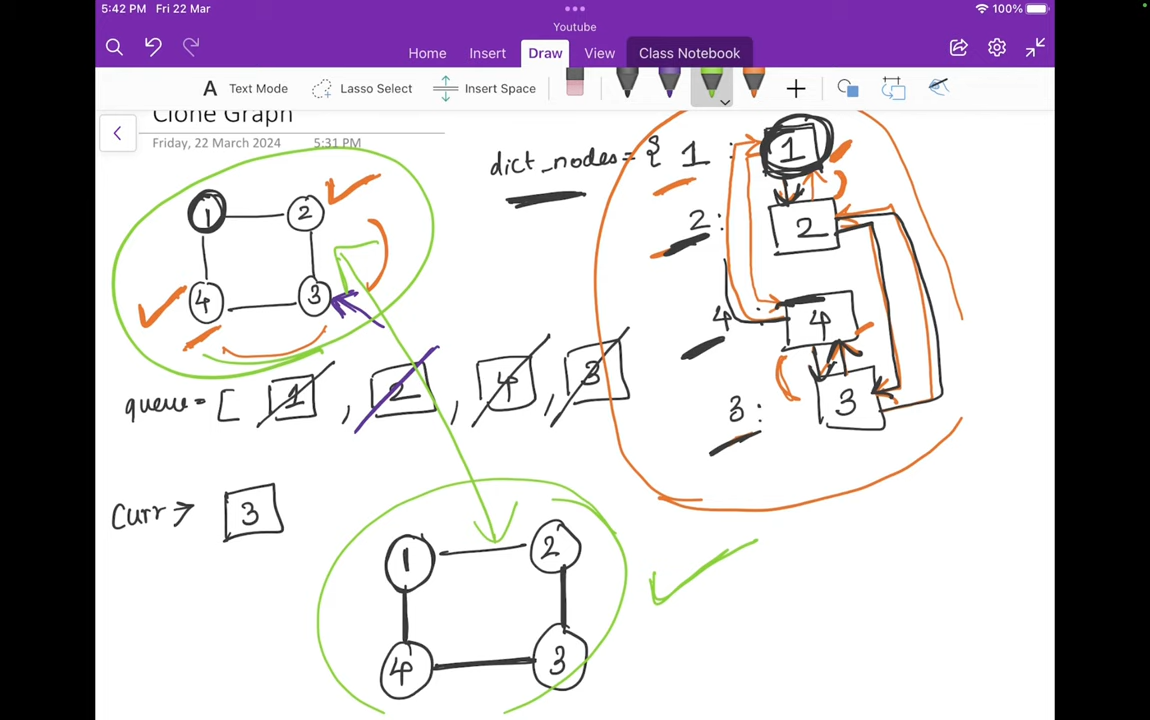 5:42 PM Fri 22 Mar
100%
Youtube
Home Insert Draw View Class Notebook
A Text Mode Lasso Select Insert Space
Clone Graph
Friday, 22 March 2024 5:31 PM
1 2
4 3
dict_nodes = { 1 : 1
2 : 2
4 : 4
3 : 3
queue = [ 1 , 2 , 4 , 3
Curr → 3
1 2
4 3